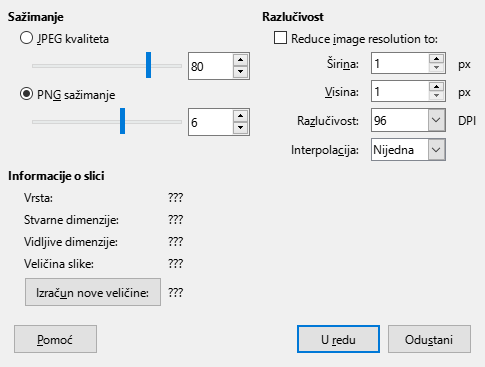 Sažimanje
JPEG kvaliteta
80
PNG sažimanje
6
Razlučivost
Reduce image resolution to:
Širina: 1 px
Visina: 1 px
Razlučivost: 96 DPI
Interpolacija: Nijedna
Informacije o slici
Vrsta: ???
Stvarne dimenzije: ???
Vidljive dimenzije: ???
Veličina slike: ???
Izračun nove veličine: ???
Pomoć
U redu
Odustani